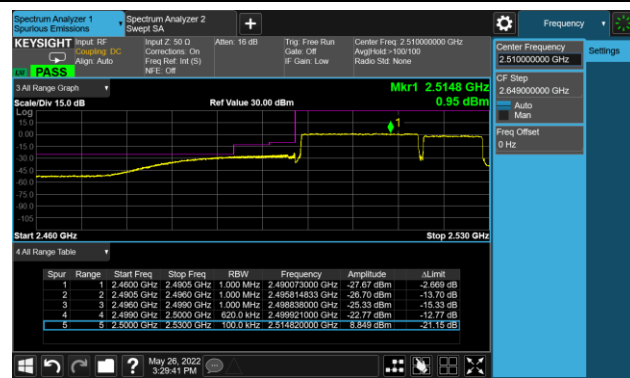 Spectrum Analyzer 1
Spurious Emissions
Spectrum Analyzer 2
Swept SA
+
Frequency
KEYSIGHT
Input: RF
Coupling: DC
Align: Auto
Input Z: 50 Ω
Corrections: On
Freq Ref: Int (S)
NFE: Off
Atten: 16 dB
Trig: Free Run
Gate: Off
IF Gain: Low
Center Freq: 2.510000000 GHz
Avg|Hold:>100/100
Radio Std: None
PASS
Center Frequency
2.510000000 GHz
Settings
CF Step
2.649000000 GHz
Auto
Man
Freq Offset
0 Hz
3 All Range Graph
Mkr1 2.5148 GHz
Scale/Div 15.0 dB
Ref Value 30.00 dBm
0.95 dBm
Log
15.0
0.00
-15.0
-30.0
-45.0
-60.0
-75.0
-90.0
-105
1
Start 2.460 GHz
Stop 2.530 GHz
4 All Range Table
Spur Range Start Freq Stop Freq RBW Frequency Amplitude ΔLimit
1 1 2.4600 GHz 2.4905 GHz 1.000 MHz 2.490073000 GHz -27.67 dBm -2.669 dB
2 2 2.4905 GHz 2.4960 GHz 1.000 MHz 2.495814833 GHz -26.70 dBm -13.70 dB
3 3 2.4960 GHz 2.4990 GHz 1.000 MHz 2.498838000 GHz -25.33 dBm -15.33 dB
4 4 2.4990 GHz 2.5000 GHz 620.0 kHz 2.499921000 GHz -22.77 dBm -12.77 dB
5 5 2.5000 GHz 2.5300 GHz 100.0 kHz 2.514820000 GHz 8.849 dBm -21.15 dB
?
May 26, 2022
3:29:41 PM